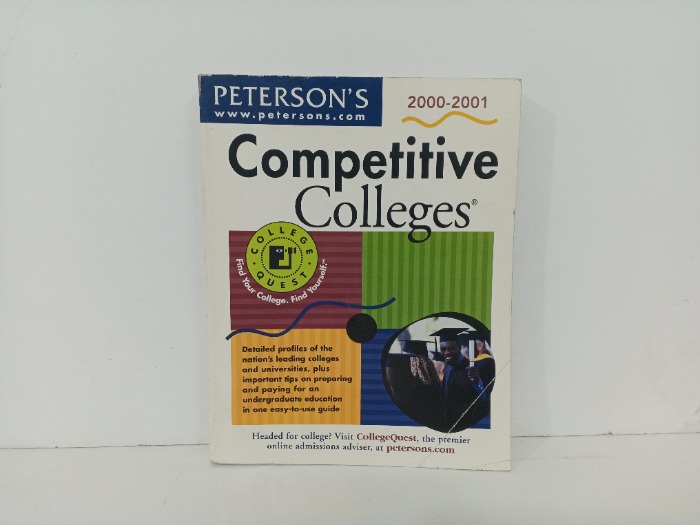 PETERSON'S
www.petersons.com
2000-2001
Competitive
Colleges®
COLLEGE
QUEST
Find Your College. Find Yourself.™
Detailed profiles of the
nation's leading colleges
and universities, plus
important tips on preparing
and paying for an
undergraduate education
in one easy-to-use guide
Headed for college? Visit CollegeQuest, the premier
online admissions adviser, at petersons.com